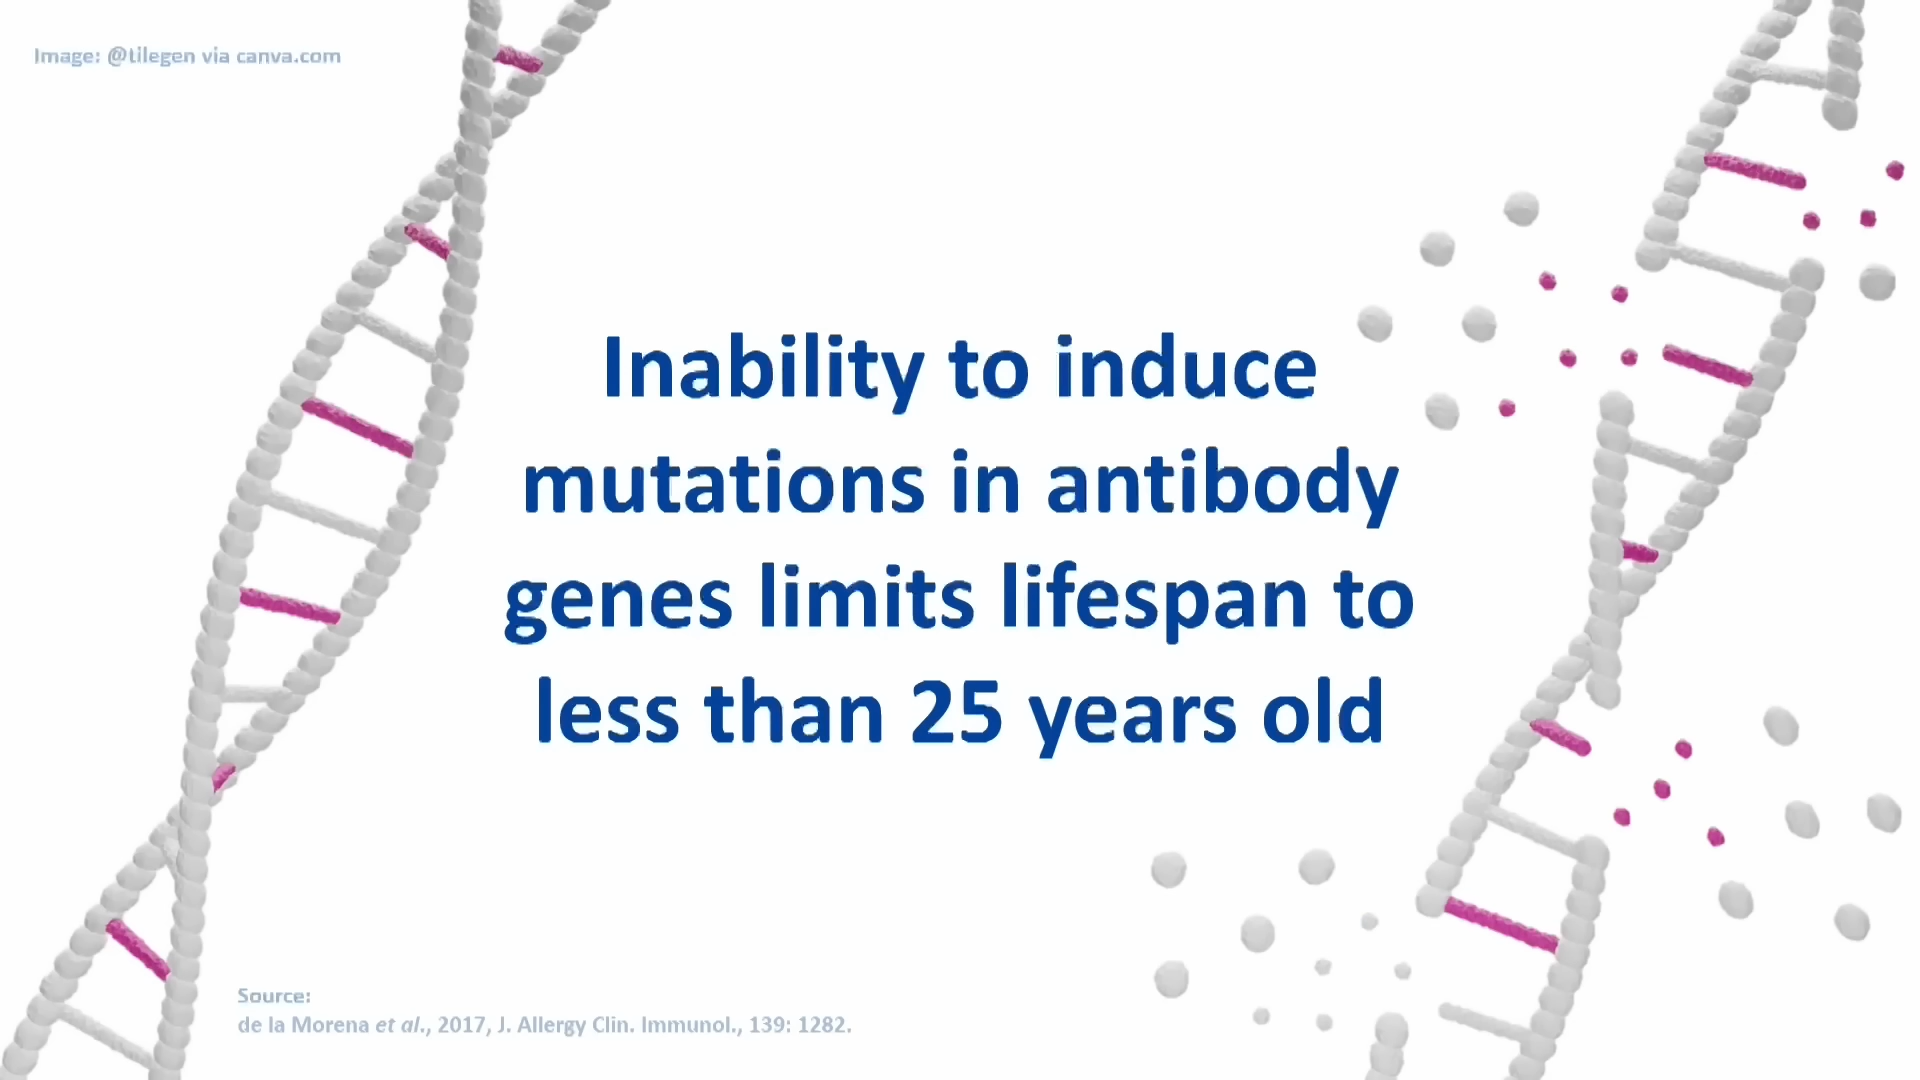 Image: @tilegen via canva.com
Inability to induce
mutations in antibody
genes limits lifespan to
less than 25 years old
Source:
de la Morena et al., 2017, J. Allergy Clin. Immunol., 139: 1282.